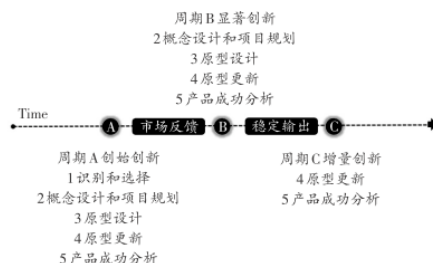 周期B显著创新
2概念设计和项目规划
3原型设计
4原型更新
5产品成功分析
Time
A 市场反馈 B 稳定输出 C
周期A创始创新
1识别和选择
2概念设计和项目规划
3原型设计
4原型更新
5产品成功分析
周期C增量创新
4原型更新
5产品成功分析